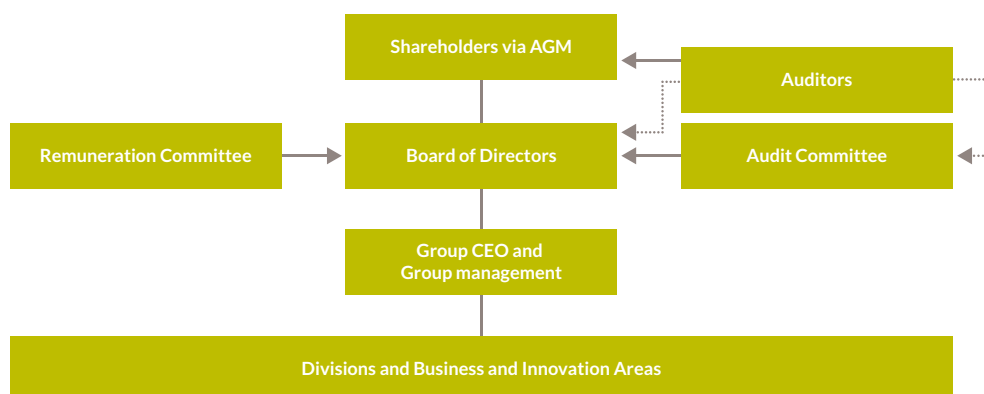 Shareholders via AGM
Auditors
Remuneration Committee
Board of Directors
Audit Committee
Group CEO and
Group management
Divisions and Business and Innovation Areas